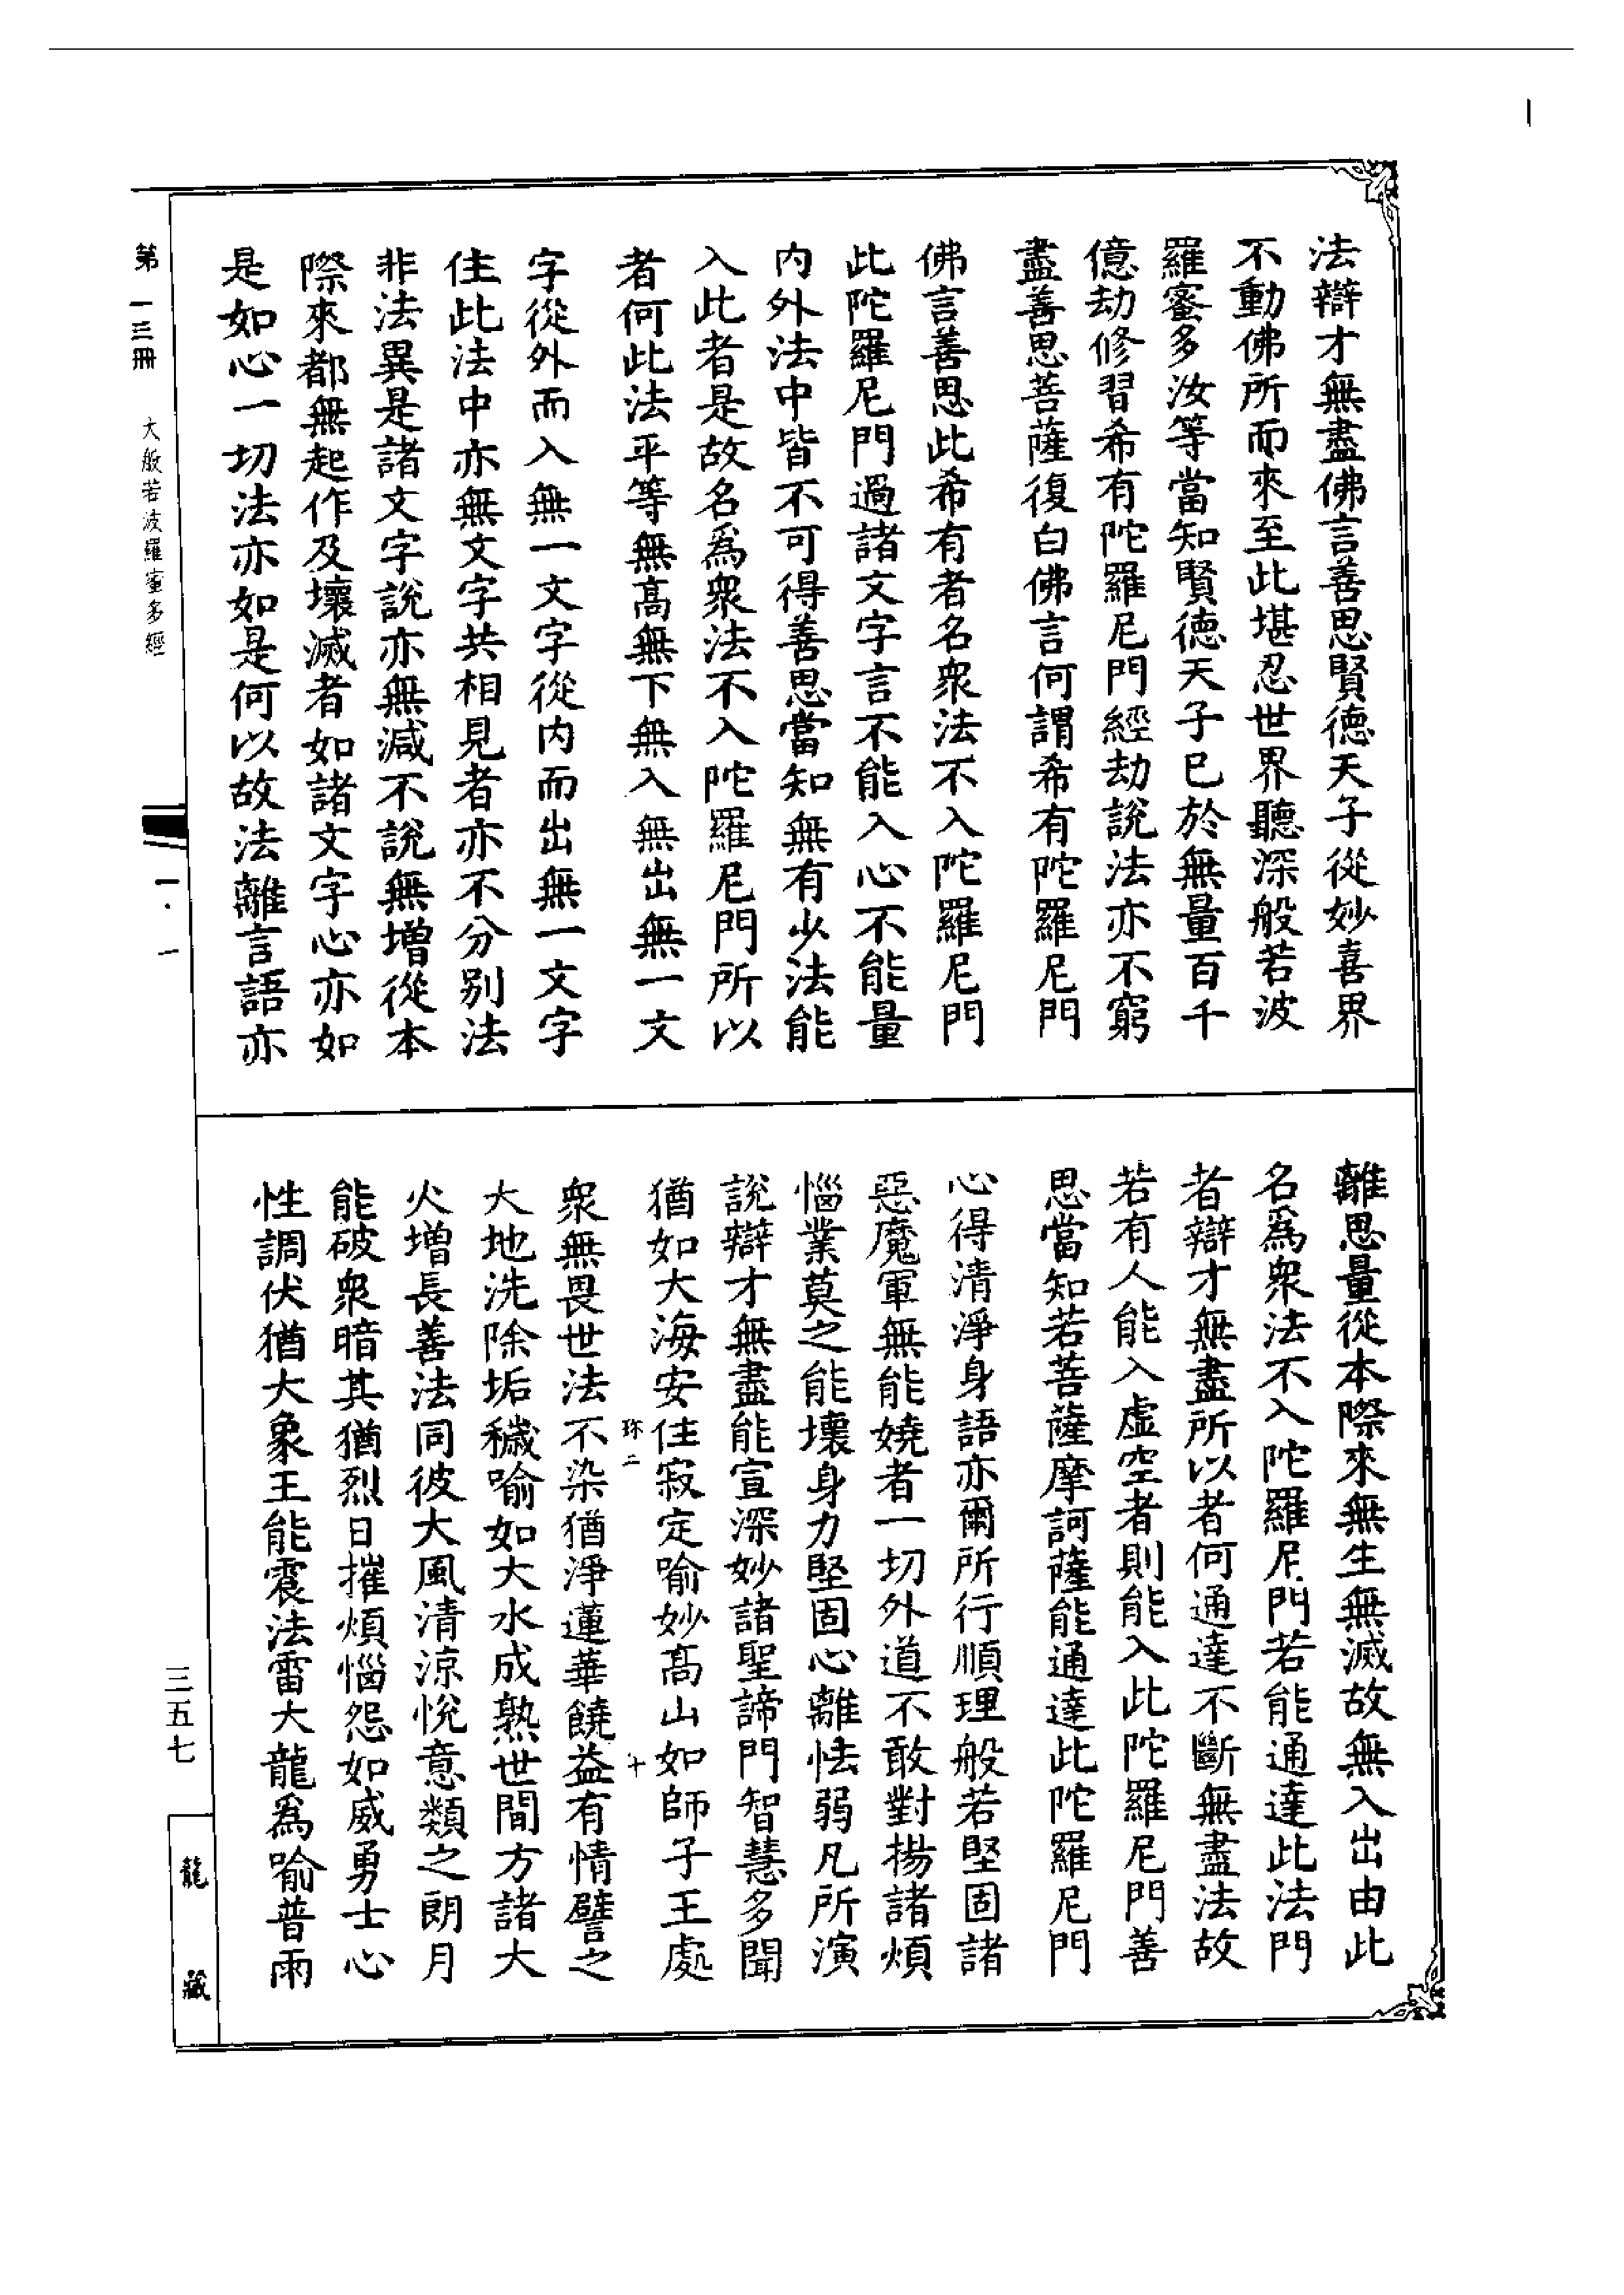 法辯才無盡佛言善思賢德天子從妙喜界
不動佛所而來至此堪忍世界聽深般若波
羅蜜多汝等當知賢德天子已於無量百千
億劫修習希有陀羅尼門經劫說法亦不窮
盡善思菩薩復白佛言何謂希有陀羅尼門
佛言善思此希有者名衆法不入陀羅尼門
此陀羅尼門過諸文字言不能入心不能量
內外法中皆不可得善思當知無有少法能
入此者是故名爲衆法不入陀羅尼門所以
者何此法平等無高無下無入無出無一文
字從外而入無一文字從內而出無一文字
住此法中亦無文字共相見者亦不分別法
非法異是諸文字說亦無減不說無增從本
際來都無起作及壞滅者如諸文字心亦如
是如心一切法亦如是何以故法離言語亦
離思量從本際來無生無滅故無入出由此
名爲衆法不入陀羅尼門若能通達此法門
者辯才無盡所以者何通達不斷無盡法故
若有人能入虛空者則能入此陀羅尼門善
思當知若菩薩摩訶薩能通達此陀羅尼門
心得清淨身語亦爾所行順理般若堅固諸
惡魔軍無能嬈者一切外道不敢對揚諸煩
惱業莫之能壞身力堅固心離怯弱凡所演
說辯才無盡能宣深妙諸聖諦門智慧多聞
猶如大海安住寂定喻妙高山如師子王處
珎二 十
衆無畏世法不染猶淨蓮華饒益有情譬之
大地洗除垢穢喻如大水成熟世間方諸大
火增長善法同彼大風清涼悅意類之朗月
能破衆暗其猶烈日摧煩惱怨如威勇士心
性調伏猶大象王能震法雷大龍爲喻普雨
第一三冊 大般若波羅蜜多經
一·一
三五七
龍藏